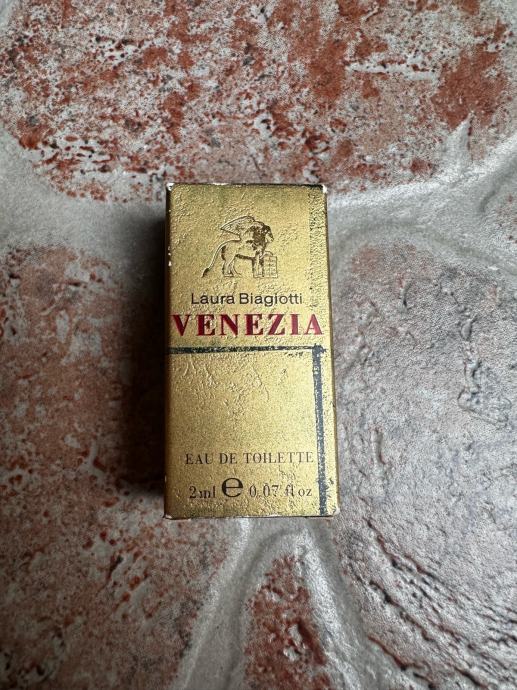 Laura Biagiotti
VENEZIA
EAU DE TOILETTE
2ml e 0.07 fl oz